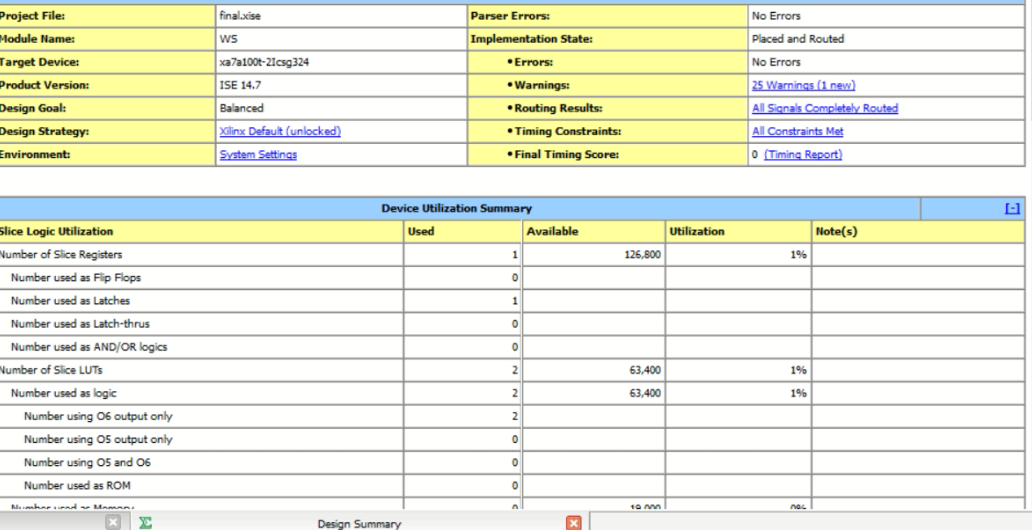 Project File: final.xise Parser Errors: No Errors
Module Name: WS Implementation State: Placed and Routed
Target Device: xa7a100t-2Icsg324 •Errors: No Errors
Product Version: ISE 14.7 •Warnings: 25 Warnings (1 new)
Design Goal: Balanced •Routing Results: All Signals Completely Routed
Design Strategy: Xilinx Default (unlocked) •Timing Constraints: All Constraints Met
Environment: System Settings •Final Timing Score: 0 (Timing Report)
Device Utilization Summary [-]
Slice Logic Utilization Used Available Utilization Note(s)
Number of Slice Registers 1 126,800 1%
Number used as Flip Flops 0
Number used as Latches 1
Number used as Latch-thrus 0
Number used as AND/OR logics 0
Number of Slice LUTs 2 63,400 1%
Number used as logic 2 63,400 1%
Number using O6 output only 2
Number using O5 output only 0
Number using O5 and O6 0
Number used as ROM 0
Number used as Memory 0 19,000 0%
Σ Design Summary